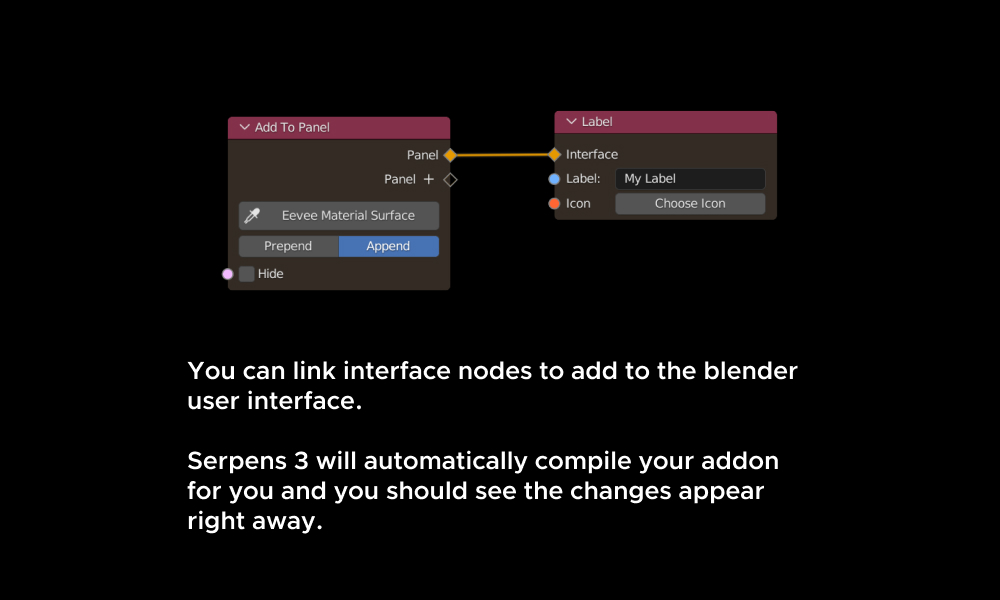 Add To Panel
Panel
Panel +
Eevee Material Surface
Prepend Append
Hide
Label
Interface
Label: My Label
Icon Choose Icon
You can link interface nodes to add to the blender
user interface.
Serpens 3 will automatically compile your addon
for you and you should see the changes appear
right away.